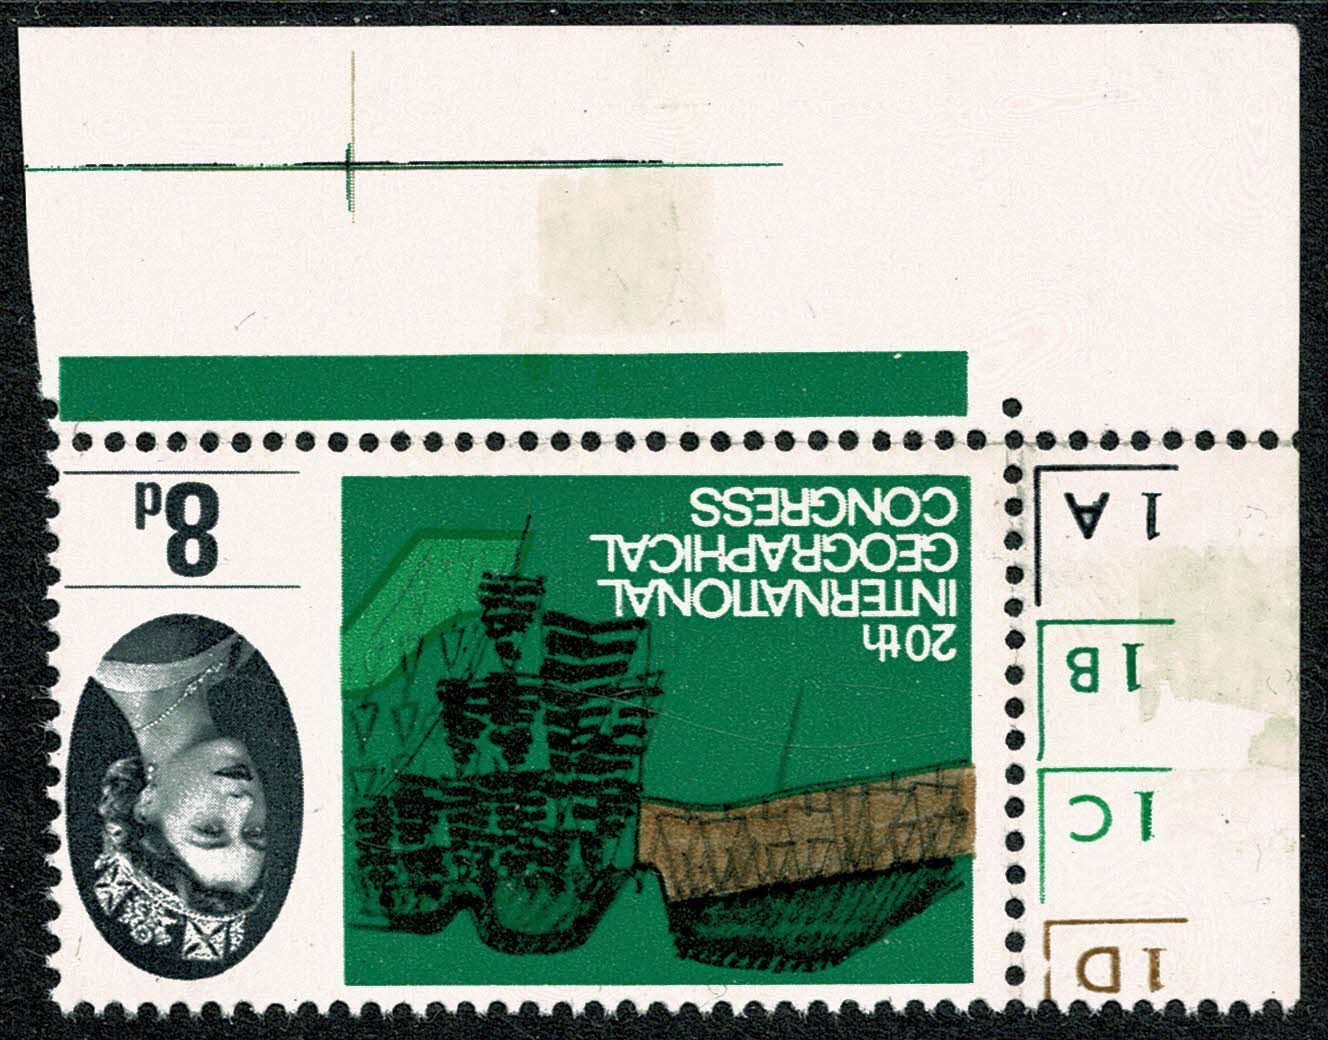 1D
1C
1B
1A
20th
INTERNATIONAL
GEOGRAPHICAL
CONGRESS
8d